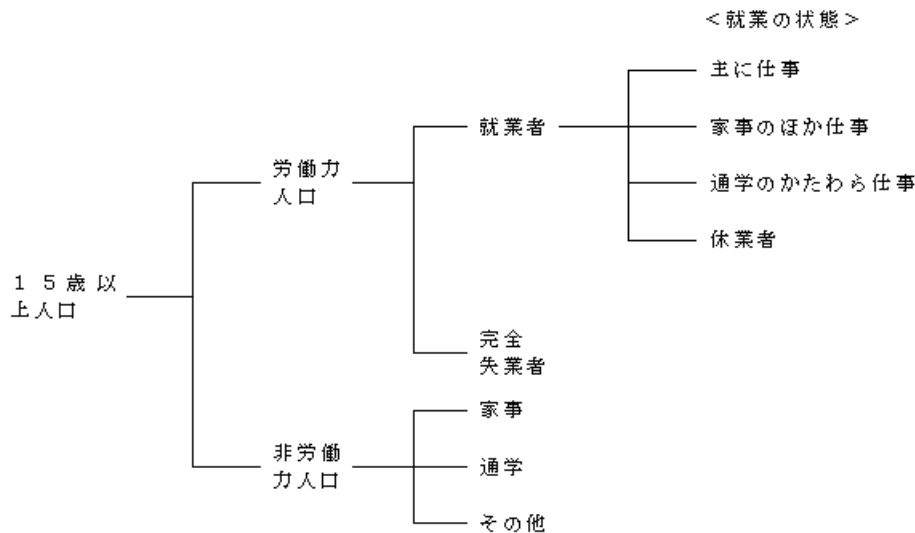 ＜就業の状態＞
主に仕事
就業者
家事のほか仕事
労働力
人口
通学のかたわら仕事
休業者
１５歳以
上人口
完全
失業者
家事
非労働
力人口
通学
その他